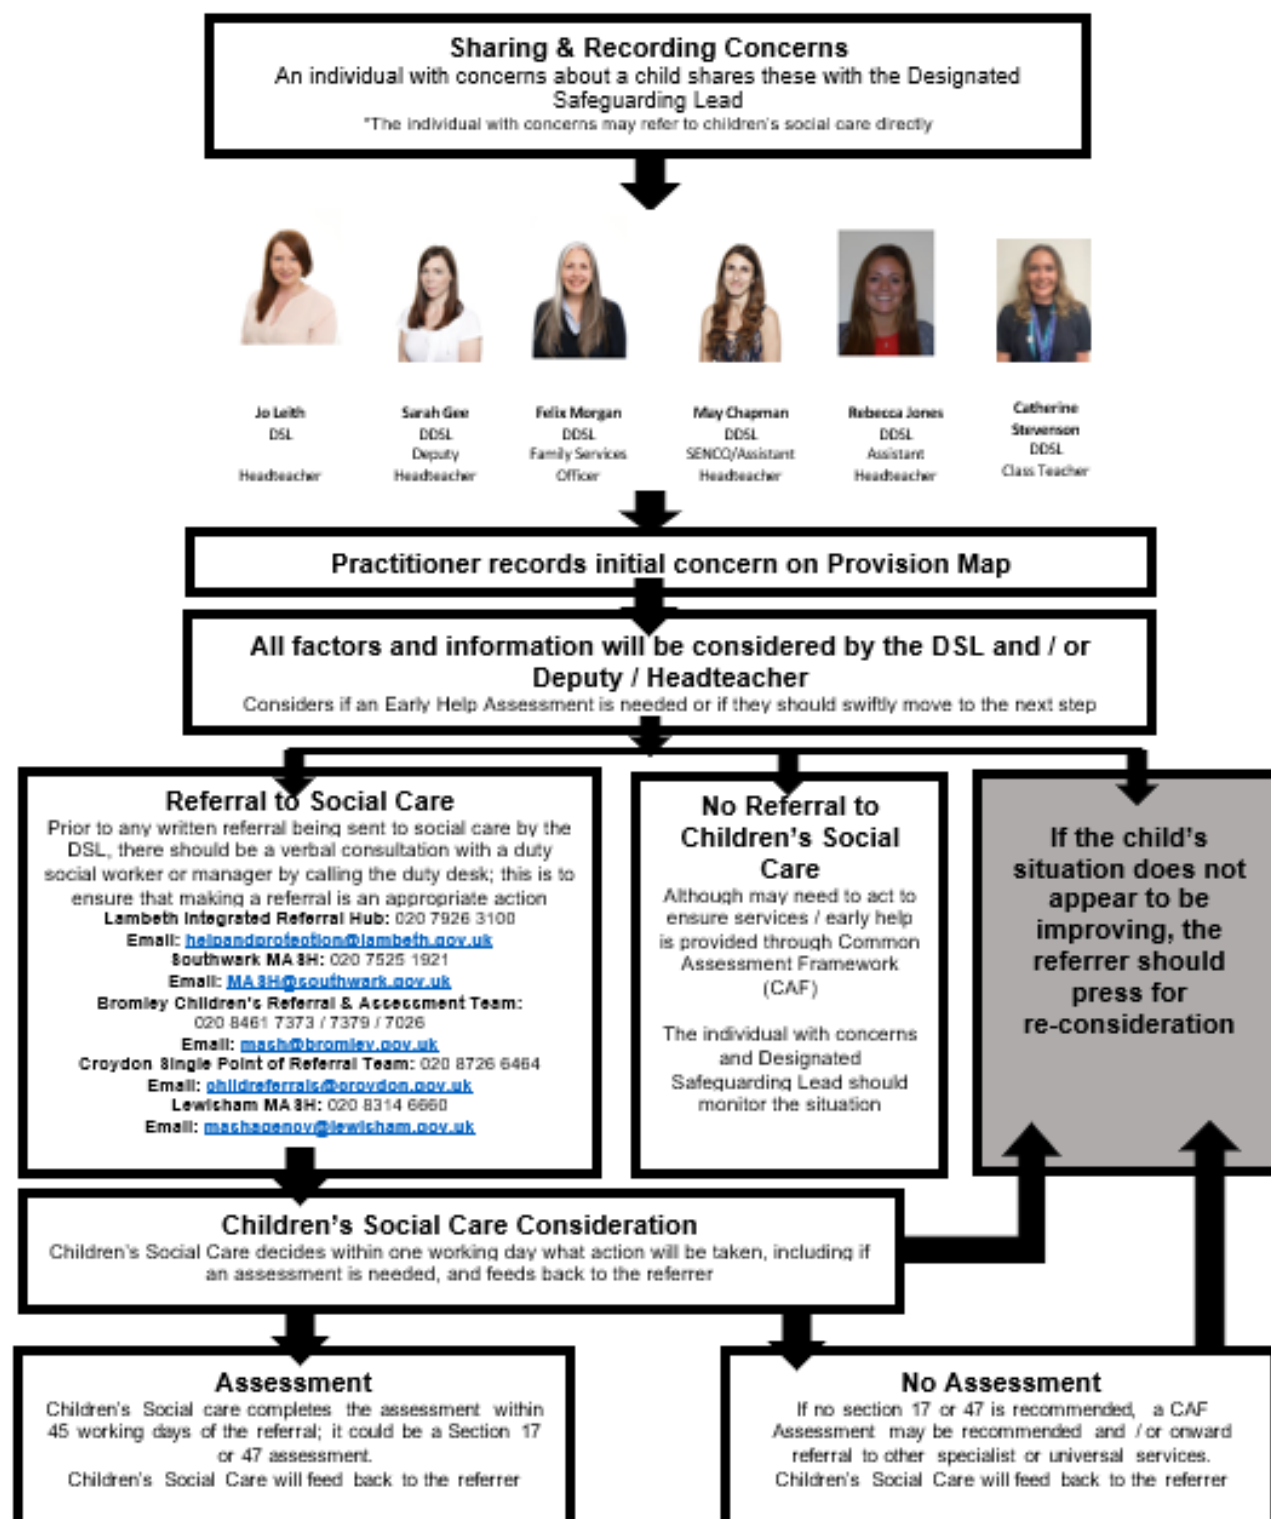 Sharing & Recording Concerns
An individual with concerns about a child shares these with the Designated
Safeguarding Lead
*The individual with concerns may refer to children's social care directly
Jo Leith
DSL
Headteacher
Sarah Gee
DDSL
Deputy
Headteacher
Felix Morgan
DDSL
Family Services
Officer
May Chapman
DDSL
SENCO/Assistant
Headteacher
Rebecca Jones
DDSL
Assistant
Headteacher
Catherine
Stevenson
DDSL
Class Teacher
Practitioner records initial concern on Provision Map
All factors and information will be considered by the DSL and / or
Deputy / Headteacher
Considers if an Early Help Assessment is needed or if they should swiftly move to the next step
Referral to Social Care
Prior to any written referral being sent to social care by the
DSL, there should be a verbal consultation with a duty
social worker or manager by calling the duty desk; this is to
ensure that making a referral is an appropriate action
Lambeth Integrated Referral Hub: 020 7926 3100
Email: helpandprotection@lambeth.gov.uk
Southwark MASH: 020 7525 1921
Email: MASH@southwark.gov.uk
Bromley Children's Referral & Assessment Team:
020 8461 7373 / 7379 / 7026
Email: mash@bromley.gov.uk
Croydon Single Point of Referral Team: 020 8726 6464
Email: childreferrals@croydon.gov.uk
Lewisham MASH: 020 8314 6660
Email: mashagency@lewisham.gov.uk
No Referral to
Children's Social
Care
Although may need to act to
ensure services / early help
is provided through Common
Assessment Framework
(CAF)
The individual with concerns
and Designated
Safeguarding Lead should
monitor the situation
If the child's
situation does not
appear to be
improving, the
referrer should
press for
re-consideration
Children's Social Care Consideration
Children's Social Care decides within one working day what action will be taken, including if
an assessment is needed, and feeds back to the referrer
Assessment
Children's Social care completes the assessment within
45 working days of the referral; it could be a Section 17
or 47 assessment.
Children's Social Care will feed back to the referrer
No Assessment
If no section 17 or 47 is recommended, a CAF
Assessment may be recommended and / or onward
referral to other specialist or universal services.
Children's Social Care will feed back to the referrer